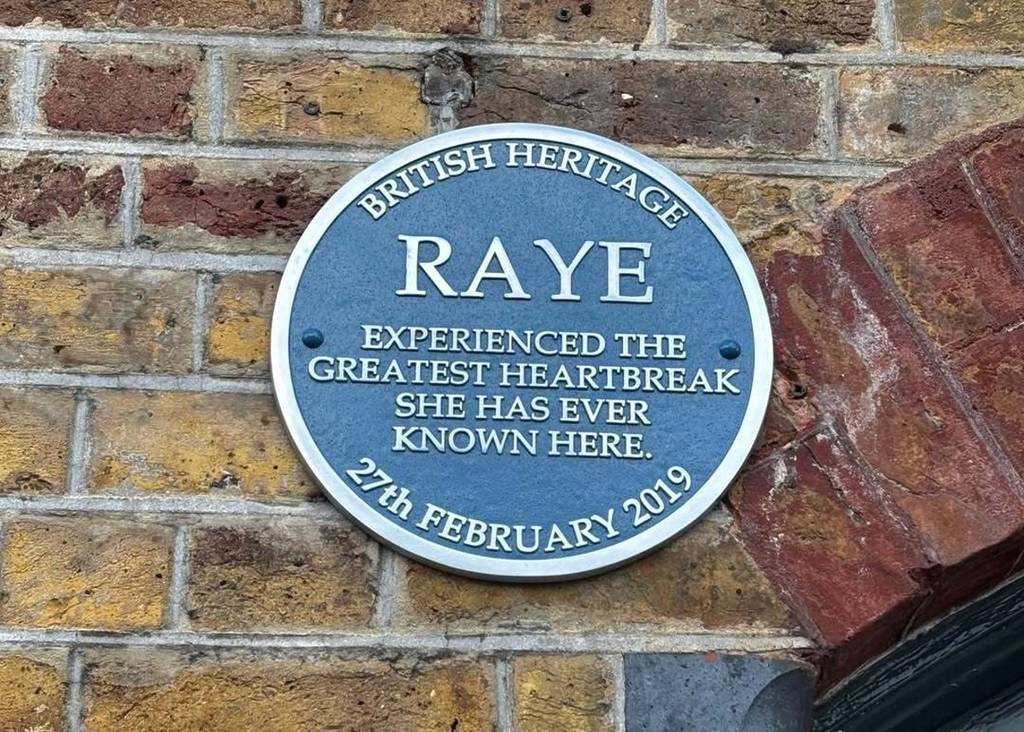 BRITISH HERITAGE
RAYE
EXPERIENCED THE
GREATEST HEARTBREAK
SHE HAS EVER
KNOWN HERE.
27th FEBRUARY 2019